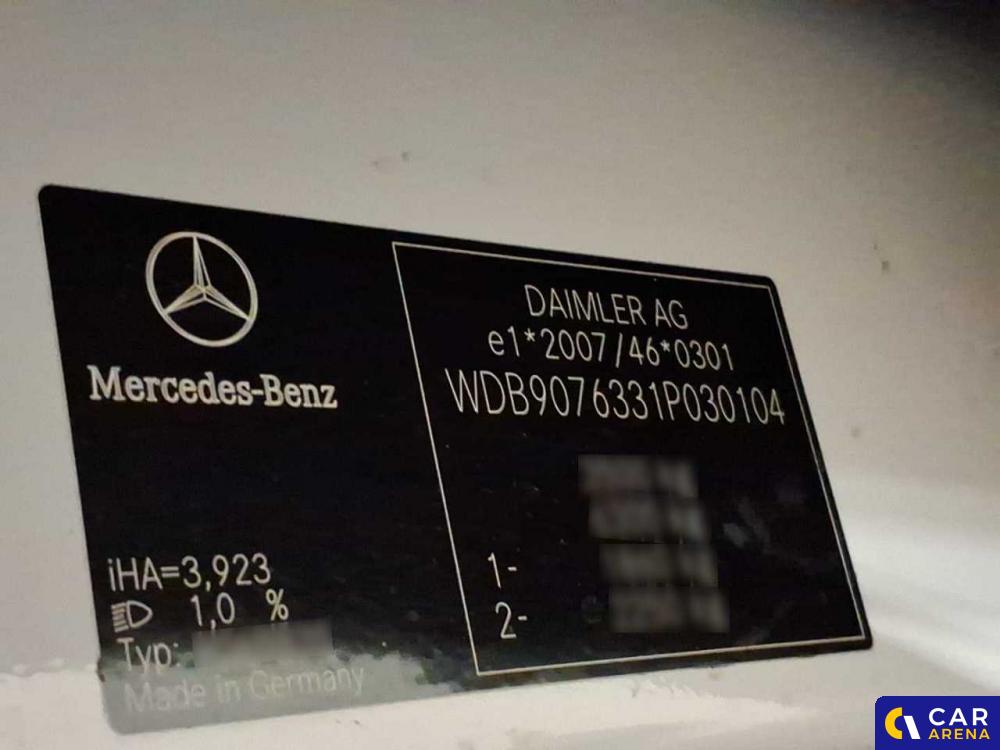 Mercedes-Benz
iHA=3,923
1,0 %
Typ:
Made in Germany
DAIMLER AG
e1*2007/46*0301
WDB9076331P030104
1-
2-
CAR
ARENA